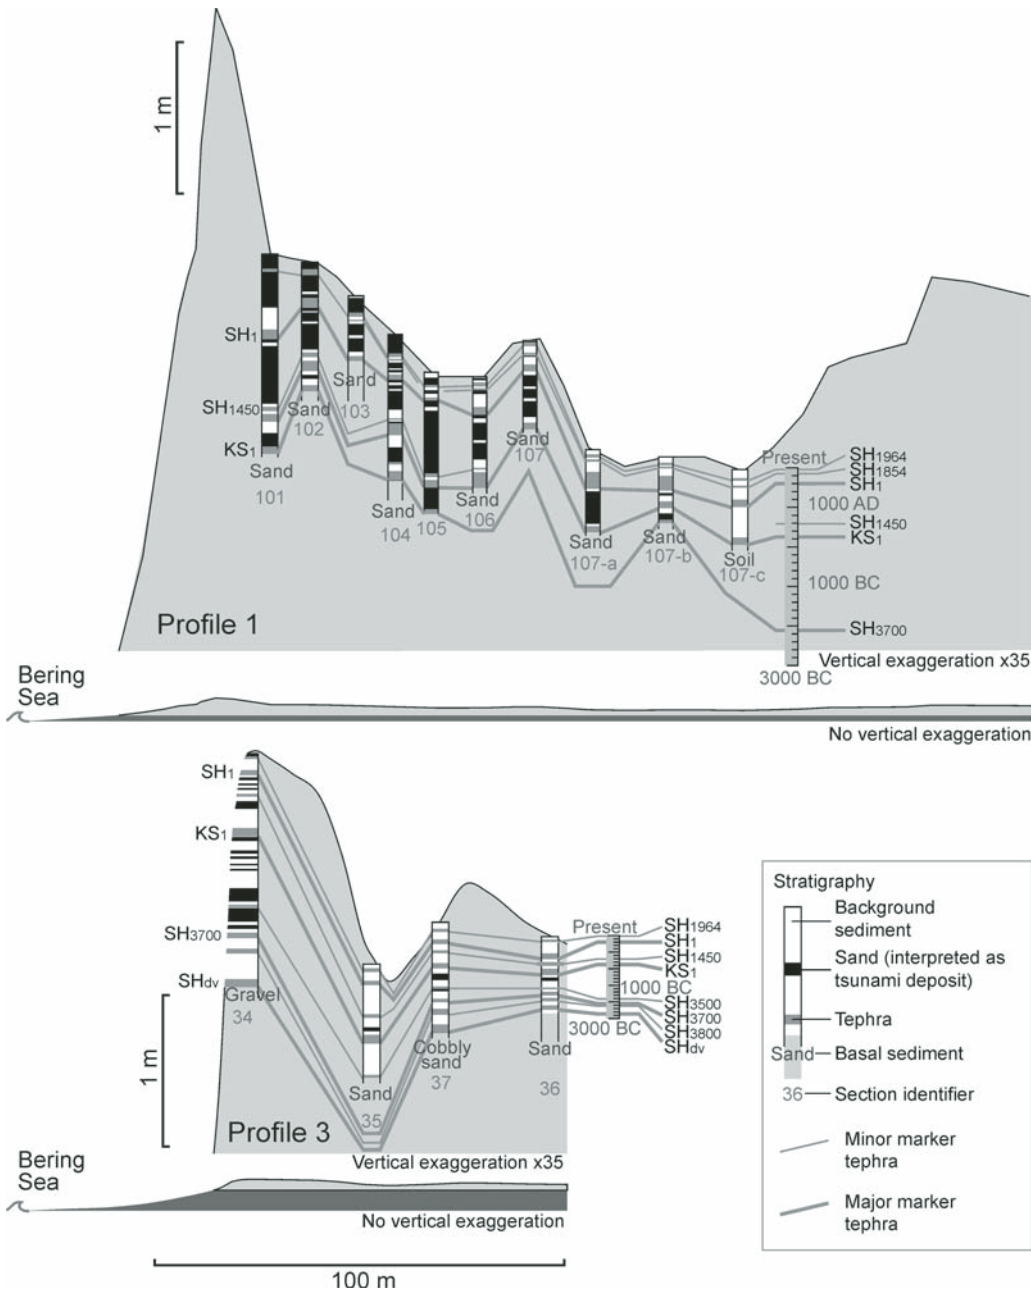 1 m
SH1
SH1450
KS1
Sand
101
Sand
102
Sand
103
Sand
104
105
Sand
106
Sand
107
Sand
107-a
Sand
107-b
Soil
107-c
Present
1000 AD
1000 BC
3000 BC
SH1964
SH1854
SH1
SH1450
KS1
SH3700
Profile 1
Vertical exaggeration x35
Bering
Sea
No vertical exaggeration
SH1
KS1
SH3700
SHdv
Gravel
34
1 m
Sand
35
Cobbly
sand
37
Sand
36
Present
1000 BC
3000 BC
SH1964
SH1
SH1450
KS1
SH3500
SH3700
SH3800
SHdv
Profile 3
Vertical exaggeration x35
Bering
Sea
No vertical exaggeration
100 m
Stratigraphy
Background
sediment
Sand (interpreted as
tsunami deposit)
Tephra
Sand Basal sediment
36 Section identifier
Minor marker
tephra
Major marker
tephra